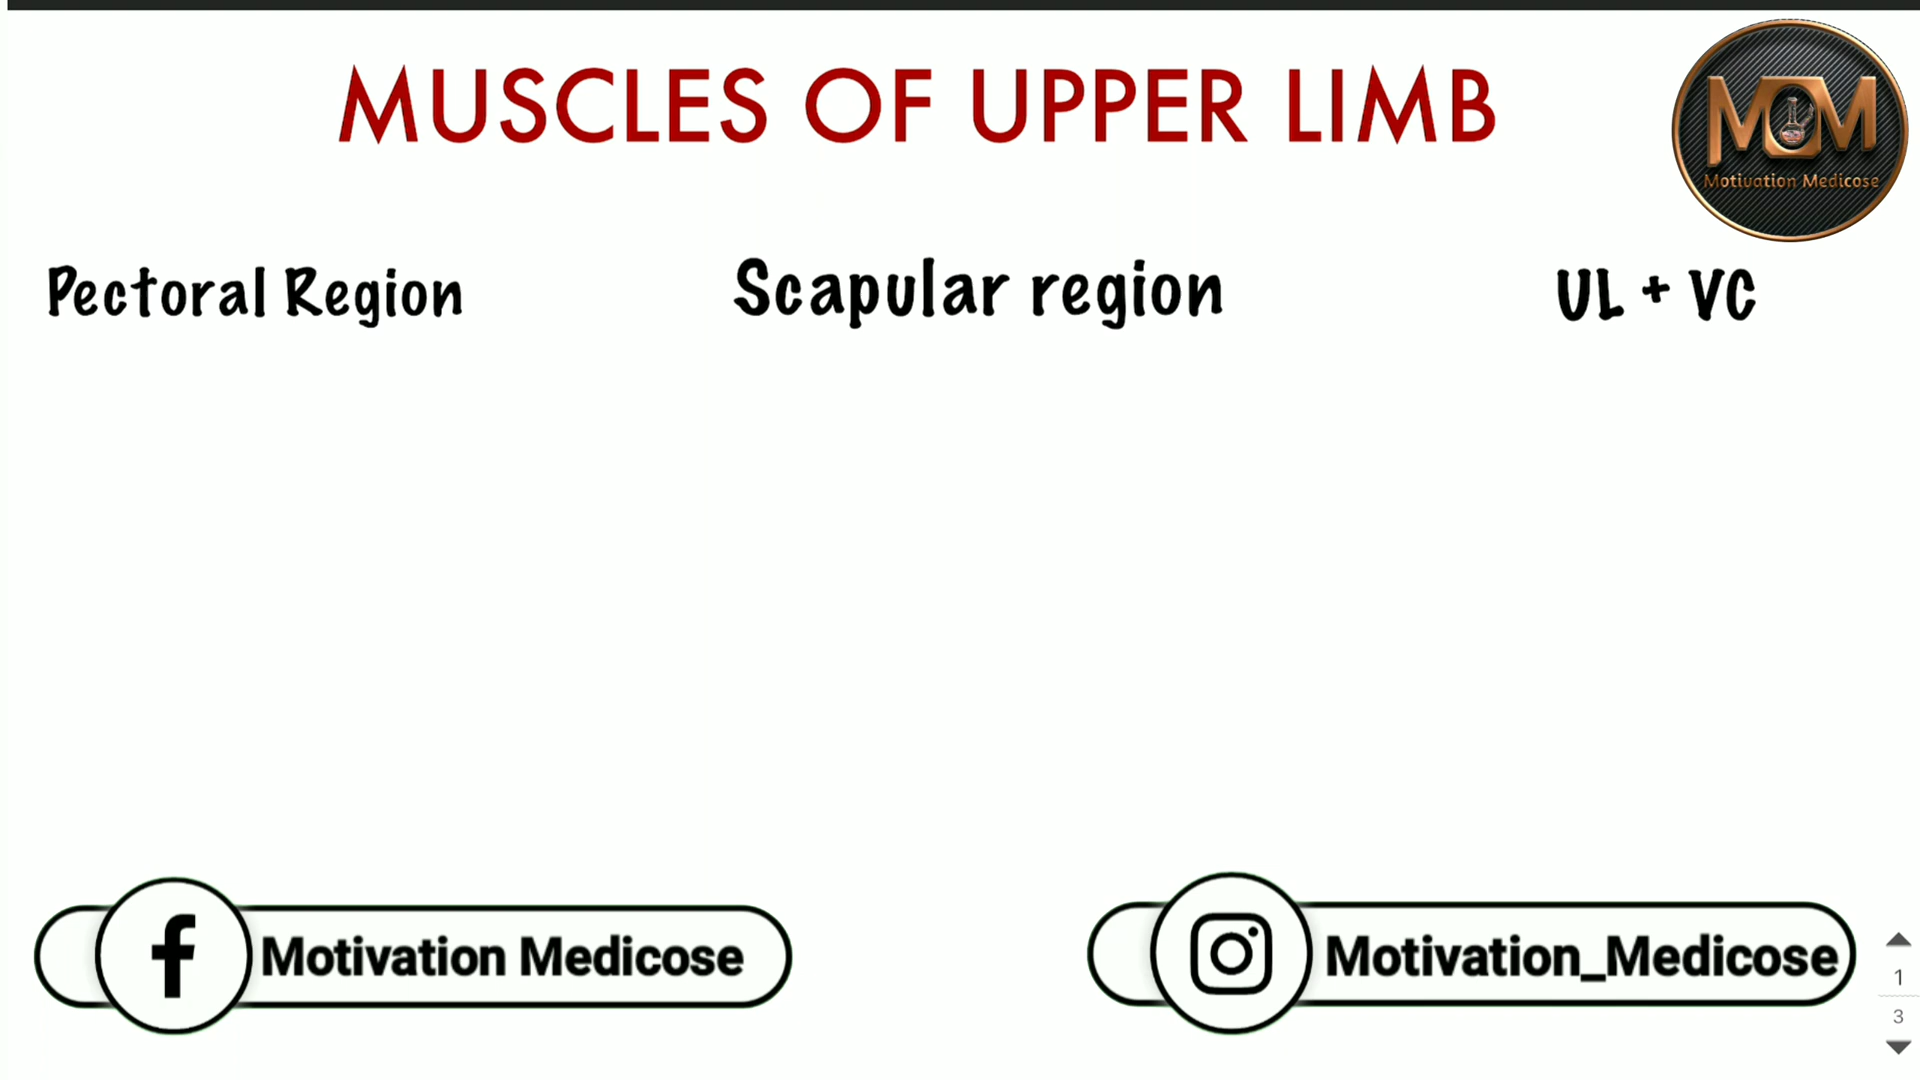 MUSCLES OF UPPER LIMB
MOM
Motivation Medicose
Pectoral Region
Scapular region
UL + VC
f Motivation Medicose
Motivation_Medicose
1
3